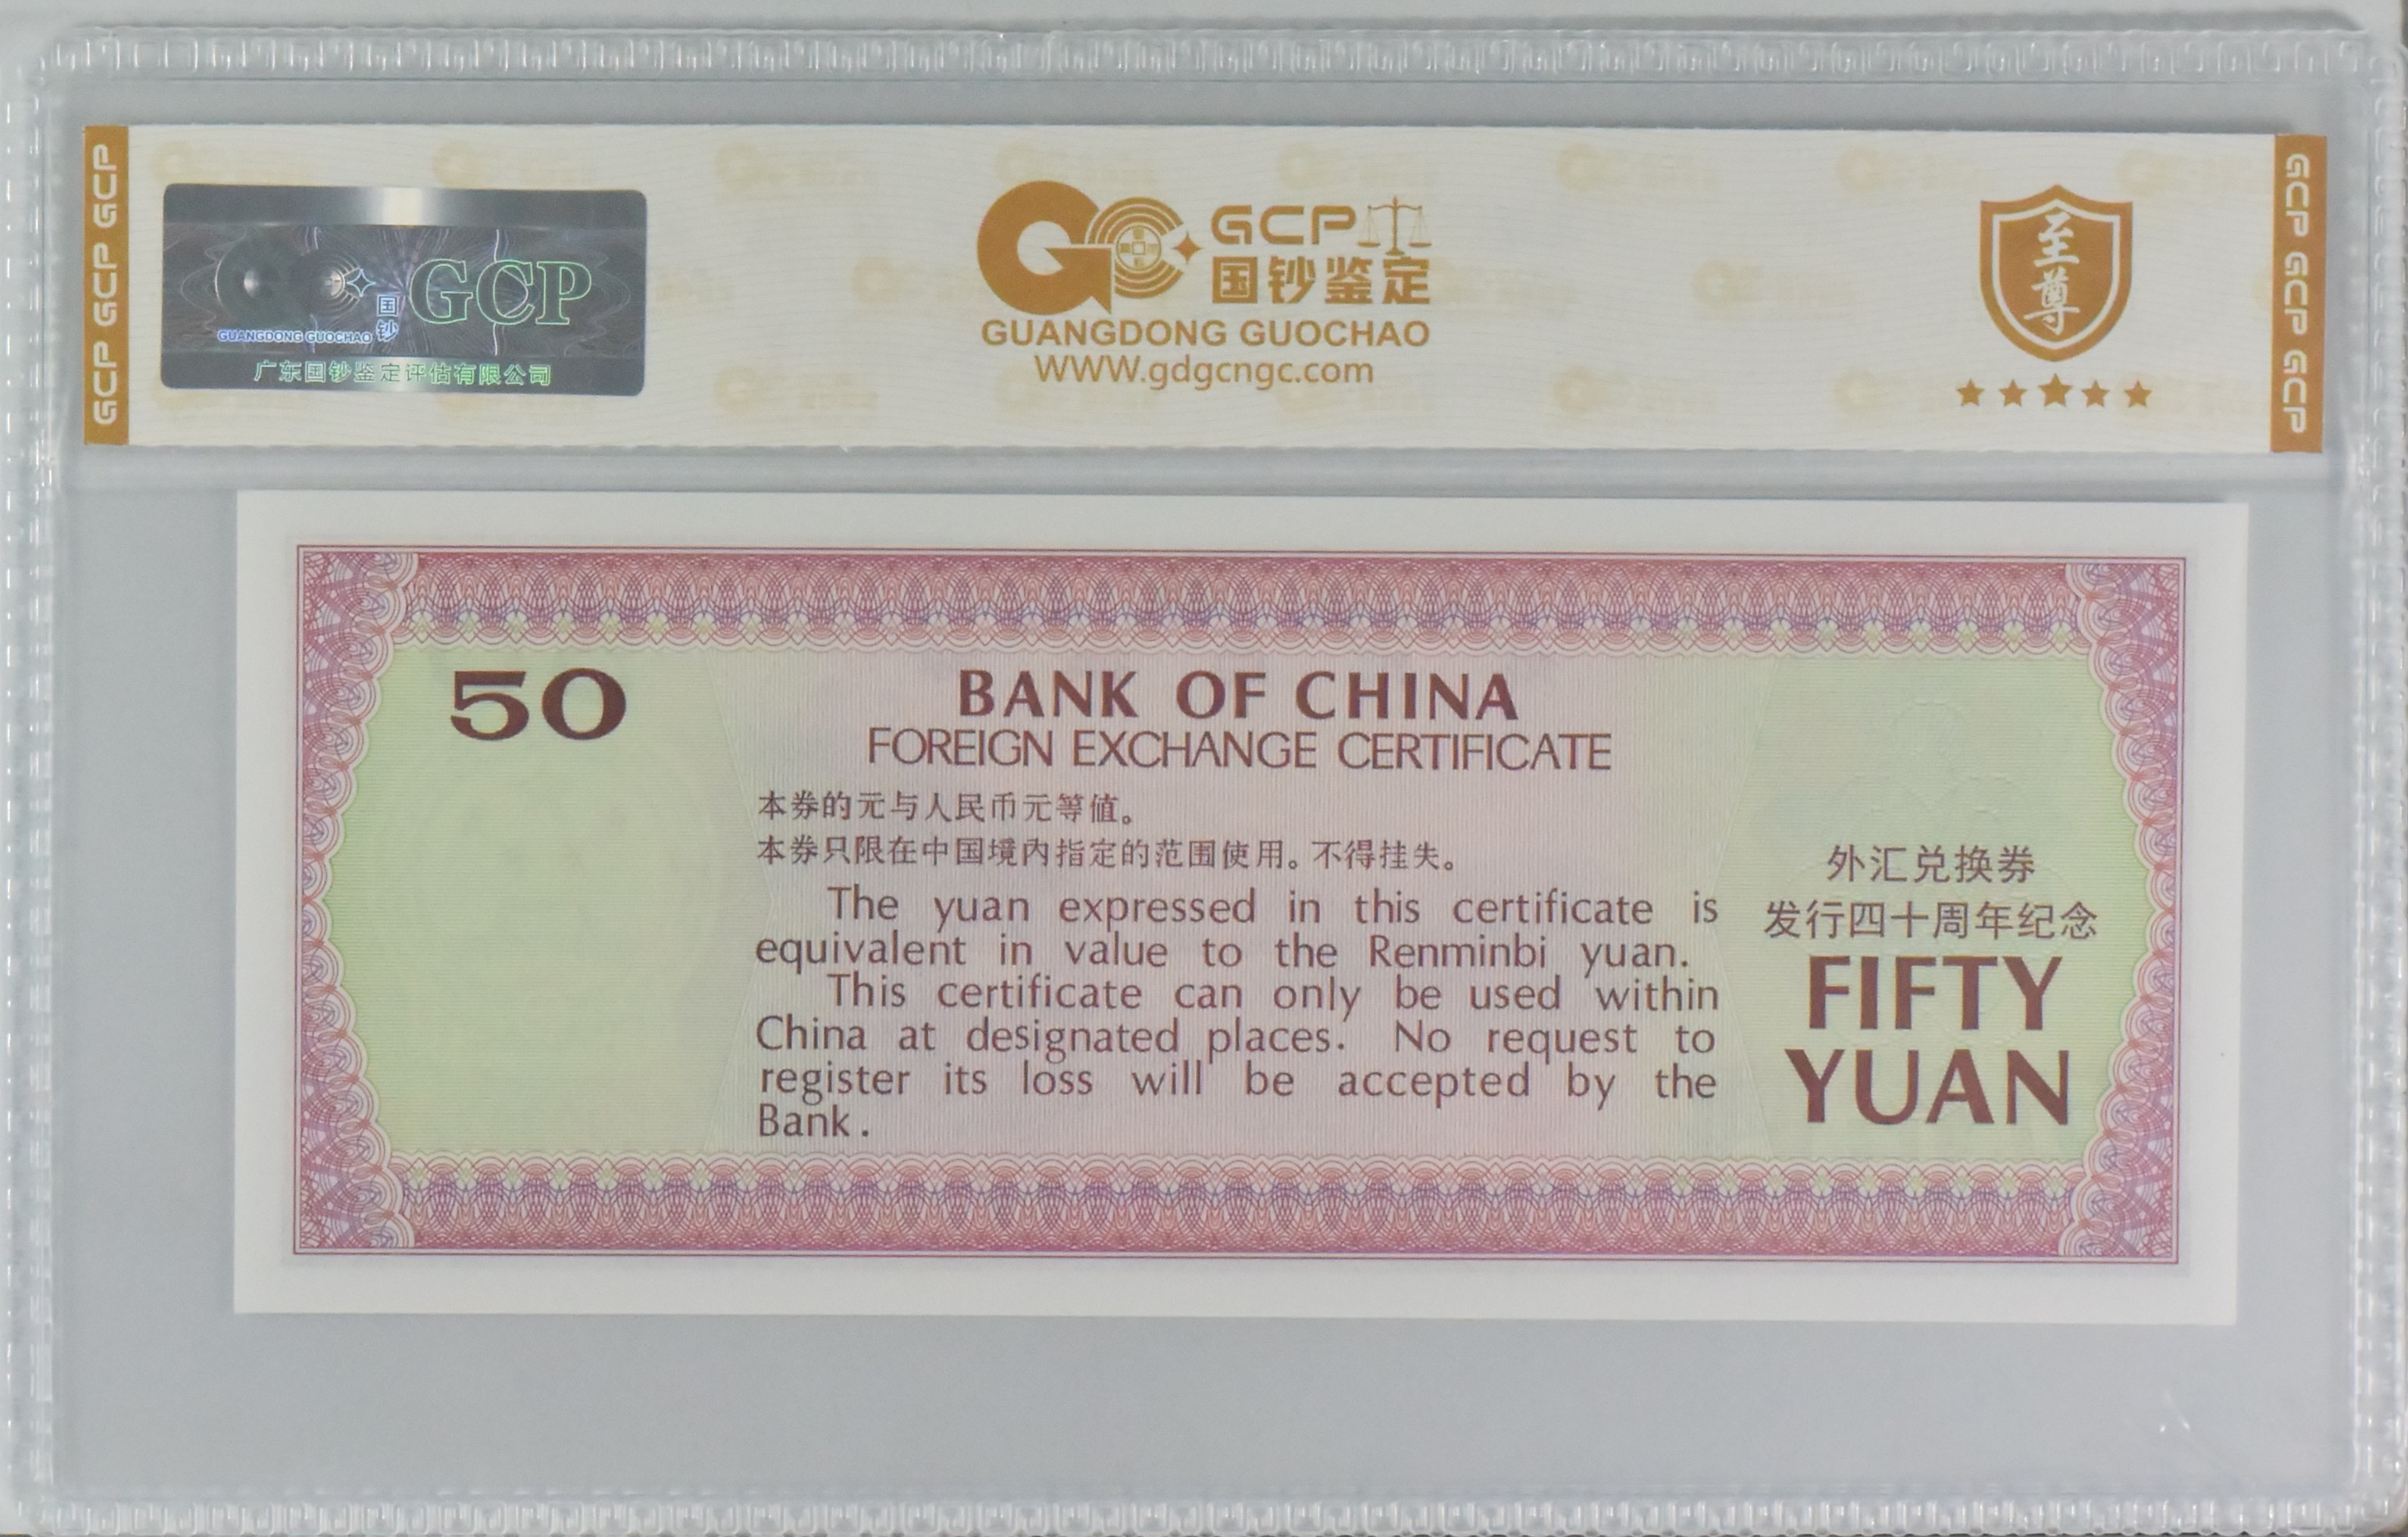 GCP GCP GCP
GUANGDONG GUOCHAO
国钞
GCP
广东国钞鉴定评估有限公司
GCP
国钞鉴定
GUANGDONG GUOCHAO
WWW.gdgcngc.com
至尊
GCP GCP GCP
50
BANK OF CHINA
FOREIGN EXCHANGE CERTIFICATE
本券的元与人民币元等值。
本券只限在中国境内指定的范围使用。不得挂失。
The yuan expressed in this certificate is
equivalent in value to the Renminbi yuan.
This certificate can only be used within
China at designated places. No request to
register its loss will be accepted by the
Bank.
外汇兑换券
发行四十周年纪念
FIFTY
YUAN